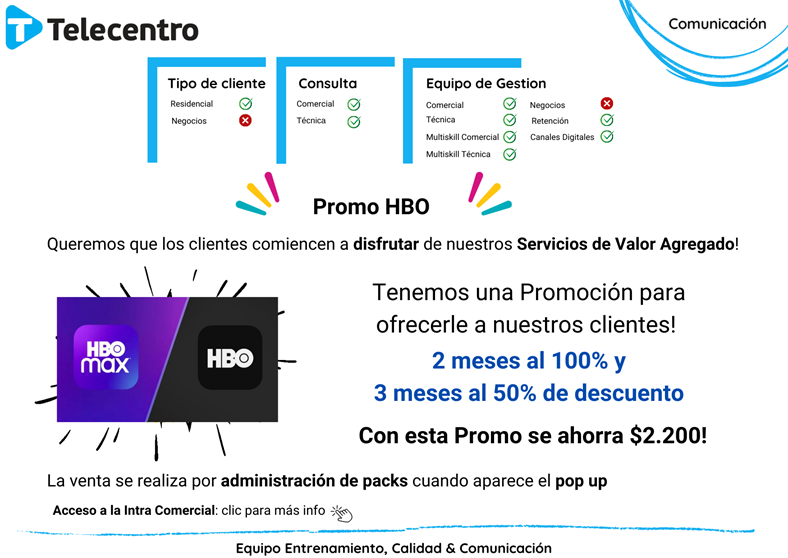 Telecentro
Comunicación
Tipo de cliente
Residencial
Negocios
Consulta
Comercial
Técnica
Equipo de Gestion
Comercial
Técnica
Multiskill Comercial
Multiskill Técnica
Negocios
Retención
Canales Digitales
Promo HBO
Queremos que los clientes comiencen a disfrutar de nuestros Servicios de Valor Agregado!
HBO
max
HBO
Tenemos una Promoción para
ofrecerle a nuestros clientes!
2 meses al 100% y
3 meses al 50% de descuento
Con esta Promo se ahorra $2.200!
La venta se realiza por administración de packs cuando aparece el pop up
Acceso a la Intra Comercial: clic para más info
Equipo Entrenamiento, Calidad & Comunicación